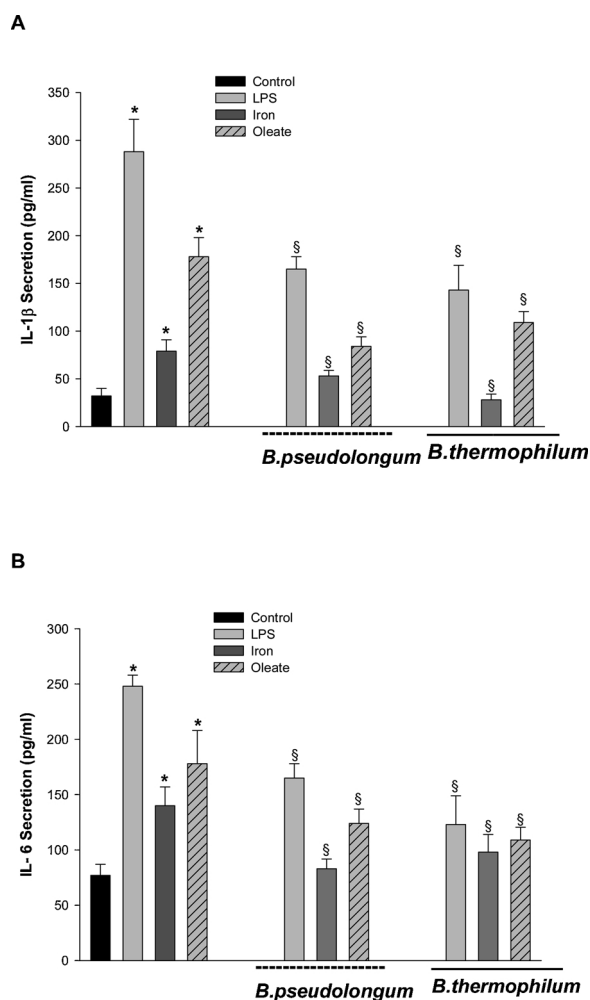 A
350
300
250
200
150
100
50
0
IL-1β Secretion (pg/ml)
Control
LPS
Iron
Oleate
*
*
*
§
§
§
§
§
§
B.pseudolongum
B.thermophilum
B
300
250
200
150
100
50
0
IL- 6 Secretion (pg/ml)
Control
LPS
Iron
Oleate
*
*
*
§
§
§
§
§
§
B.pseudolongum
B.thermophilum